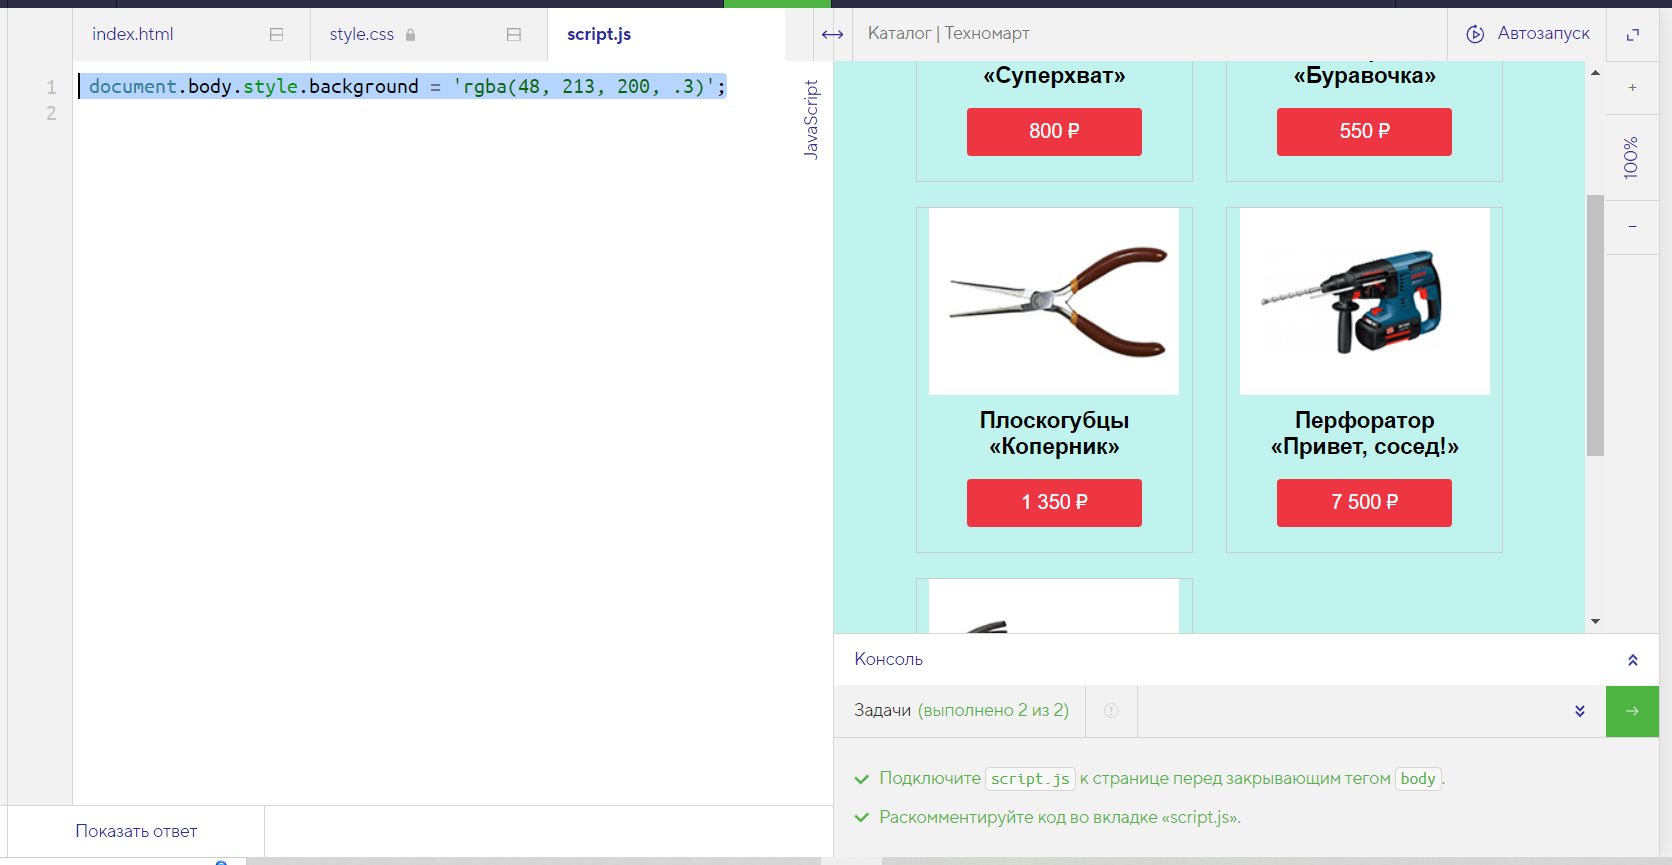 index.html
style.css
script.js
Каталог | Техномарт
Автозапуск
1
document.body.style.background = 'rgba(48, 213, 200, .3)';
2
JavaScript
«Суперхват»
«Буравочка»
800 ₽
550 ₽
+
100%
−
Плоскогубцы
«Коперник»
Перфоратор
«Привет, сосед!»
1 350 ₽
7 500 ₽
Консоль
Задачи (выполнено 2 из 2)
Подключите script.js к странице перед закрывающим тегом body.
Раскомментируйте код во вкладке «script.js».
Показать ответ